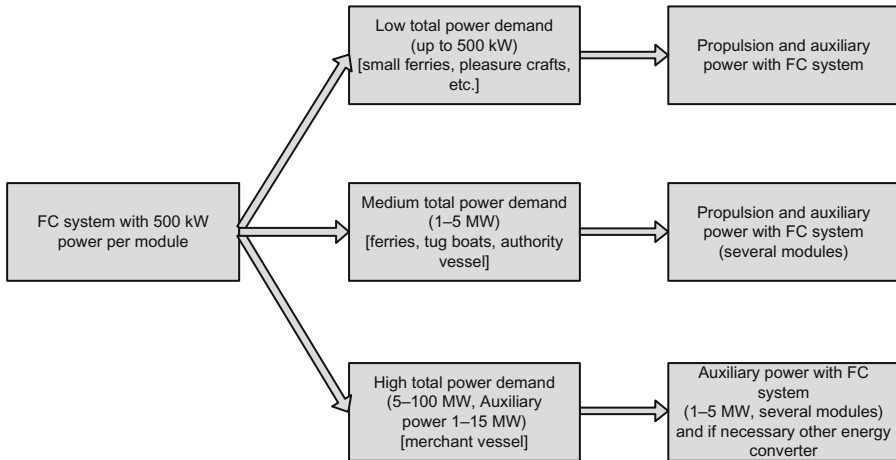 Low total power demand
(up to 500 kW)
[small ferries, pleasure crafts,
etc.]
Propulsion and auxiliary
power with FC system
FC system with 500 kW
power per module
Medium total power demand
(1–5 MW)
[ferries, tug boats, authority
vessel]
Propulsion and auxiliary
power with FC system
(several modules)
High total power demand
(5–100 MW, Auxiliary
power 1–15 MW)
[merchant vessel]
Auxiliary power with FC
system
(1–5 MW, several modules)
and if necessary other energy
converter